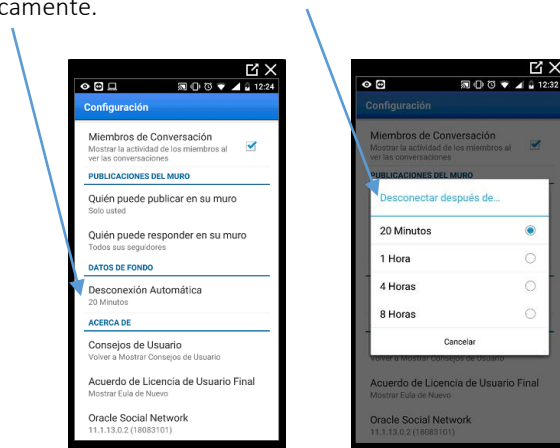 camente.
12:24
Configuración
Miembros de Conversación
Mostrar la actividad de los miembros al
ver las conversaciones
PUBLICACIONES DEL MURO
Quién puede publicar en su muro
Solo usted
Quién puede responder en su muro
Todos sus seguidores
DATOS DE FONDO
Desconexión Automática
20 Minutos
ACERCA DE
Consejos de Usuario
Volver a Mostrar Consejos de Usuario
Acuerdo de Licencia de Usuario Final
Mostrar Eula de Nuevo
Oracle Social Network
11.1.13.0.2 (18083101)
12:32
Configuración
Miembros de Conversación
Mostrar la actividad de los miembros al
ver las conversaciones
PUBLICACIONES DEL MURO
Desconectar después de...
20 Minutos
1 Hora
4 Horas
8 Horas
Cancelar
Volver a Mostrar Consejos de Usuario
Acuerdo de Licencia de Usuario Final
Mostrar Eula de Nuevo
Oracle Social Network
11.1.13.0.2 (18083101)